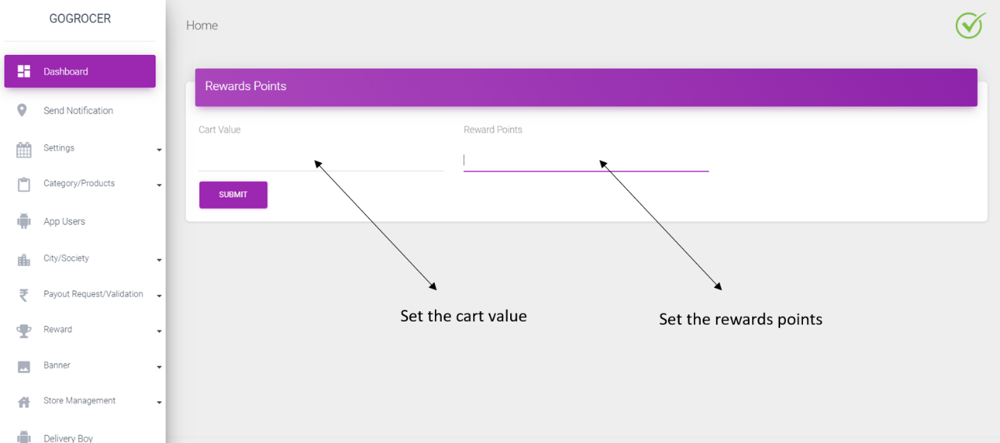 GOGROCER
Home
Dashboard
Rewards Points
Send Notification
Cart Value
Reward Points
Settings
Category/Products
SUBMIT
App Users
City/Society
Payout Request/Validation
Set the cart value
Set the rewards points
Reward
Banner
Store Management
Delivery Boy